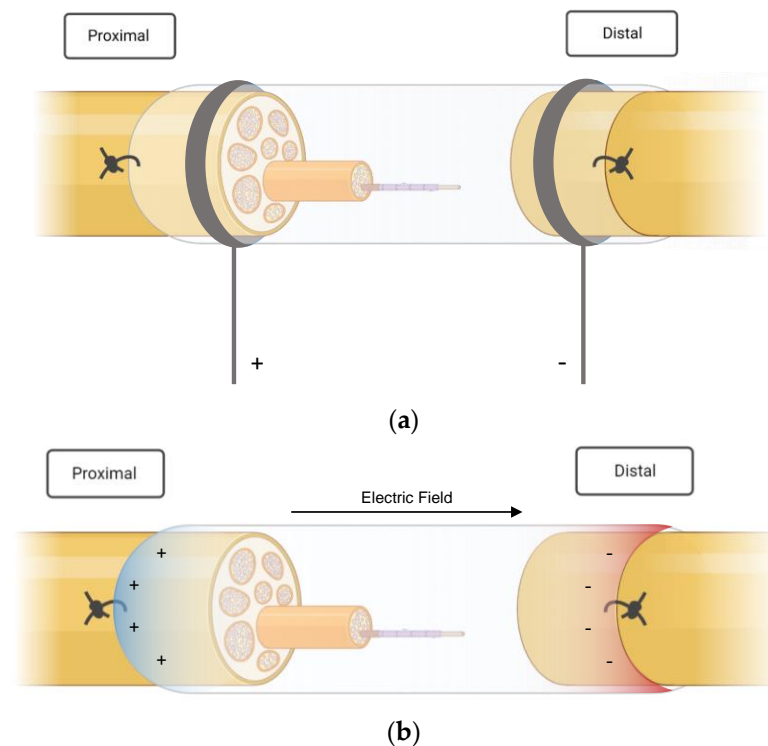 Proximal
Distal
+
-
(a)
Proximal
Distal
Electric Field
+
-
+
-
+
-
+
-
(b)